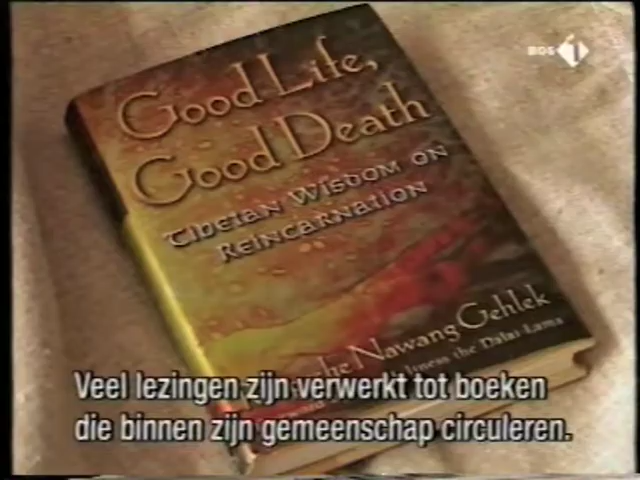 BOS 1
Good Life,
Good Death
Tibetan Wisdom on
Reincarnation
Nawang Gehlek
the Dalai Lama
Veel lezingen zijn verwerkt tot boeken
die binnen zijn gemeenschap circuleren.